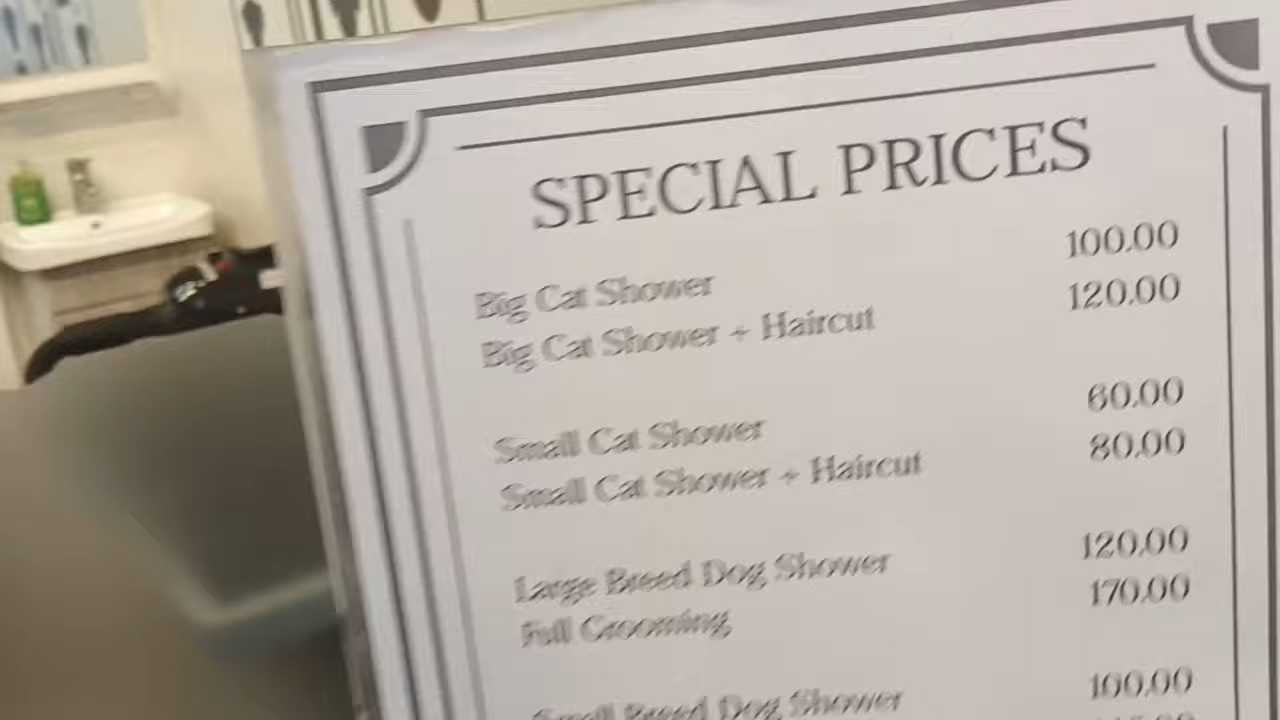 SPECIAL PRICES
Big Cat Shower 100.00
Big Cat Shower + Haircut 120.00
Small Cat Shower 60.00
Small Cat Shower + Haircut 80.00
Large Breed Dog Shower 120.00
Full Grooming 170.00
Small Breed Dog Shower 100.00